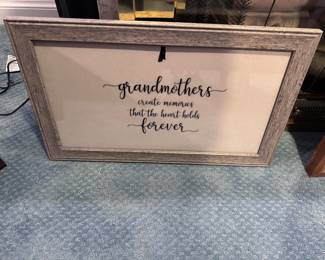 grandmothers
create memories
that the heart holds
forever